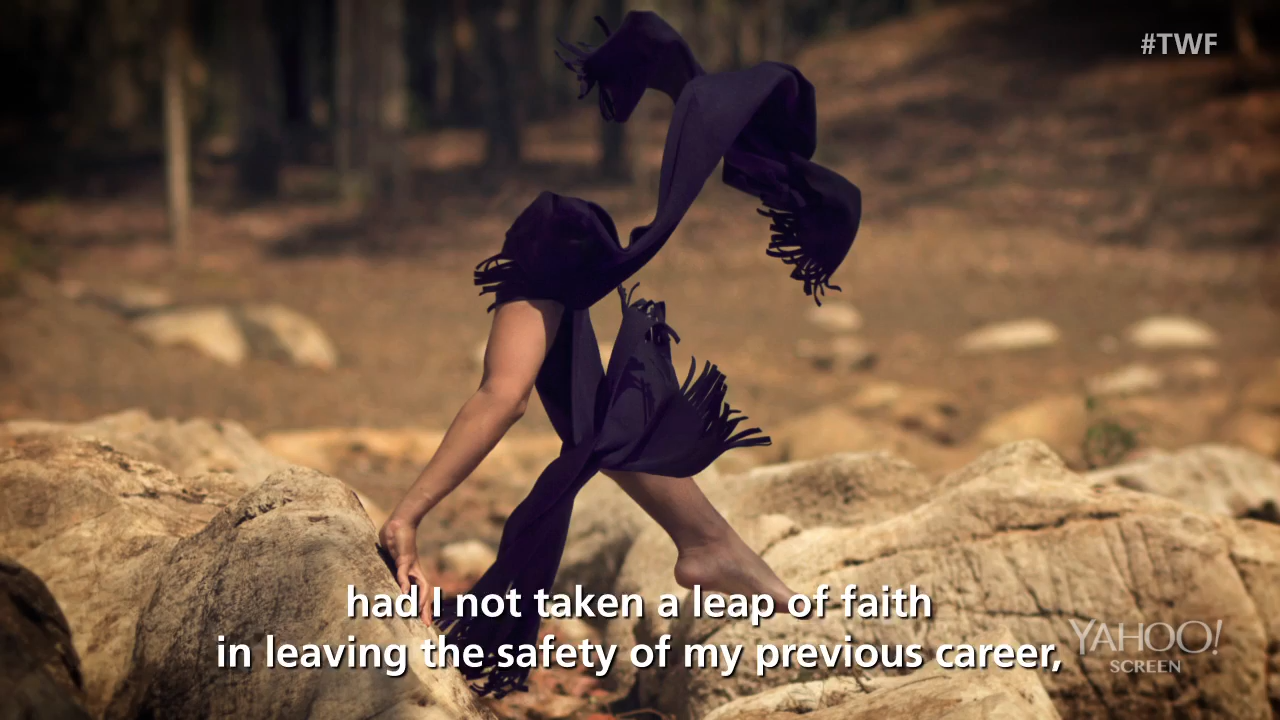 #TWF
had I not taken a leap of faith
in leaving the safety of my previous career,
YAHOO!
SCREEN